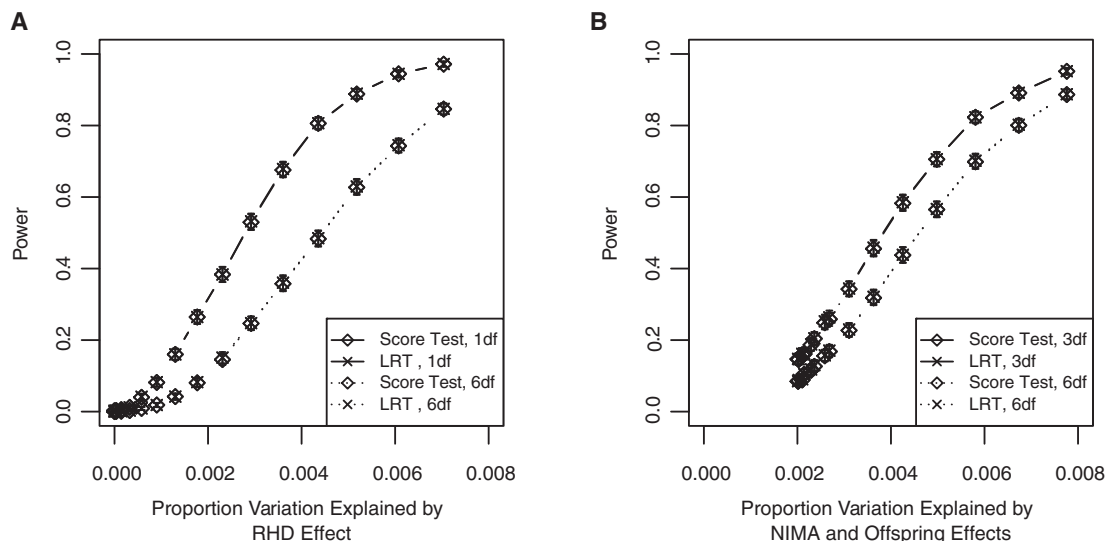 A
Power
1.0
0.8
0.6
0.4
0.2
0.0
Score Test, 1df
LRT , 1df
Score Test, 6df
LRT , 6df
0.000 0.002 0.004 0.006 0.008
Proportion Variation Explained by
RHD Effect
B
Power
1.0
0.8
0.6
0.4
0.2
0.0
Score Test, 3df
LRT, 3df
Score Test, 6df
LRT, 6df
0.000 0.002 0.004 0.006 0.008
Proportion Variation Explained by
NIMA and Offspring Effects